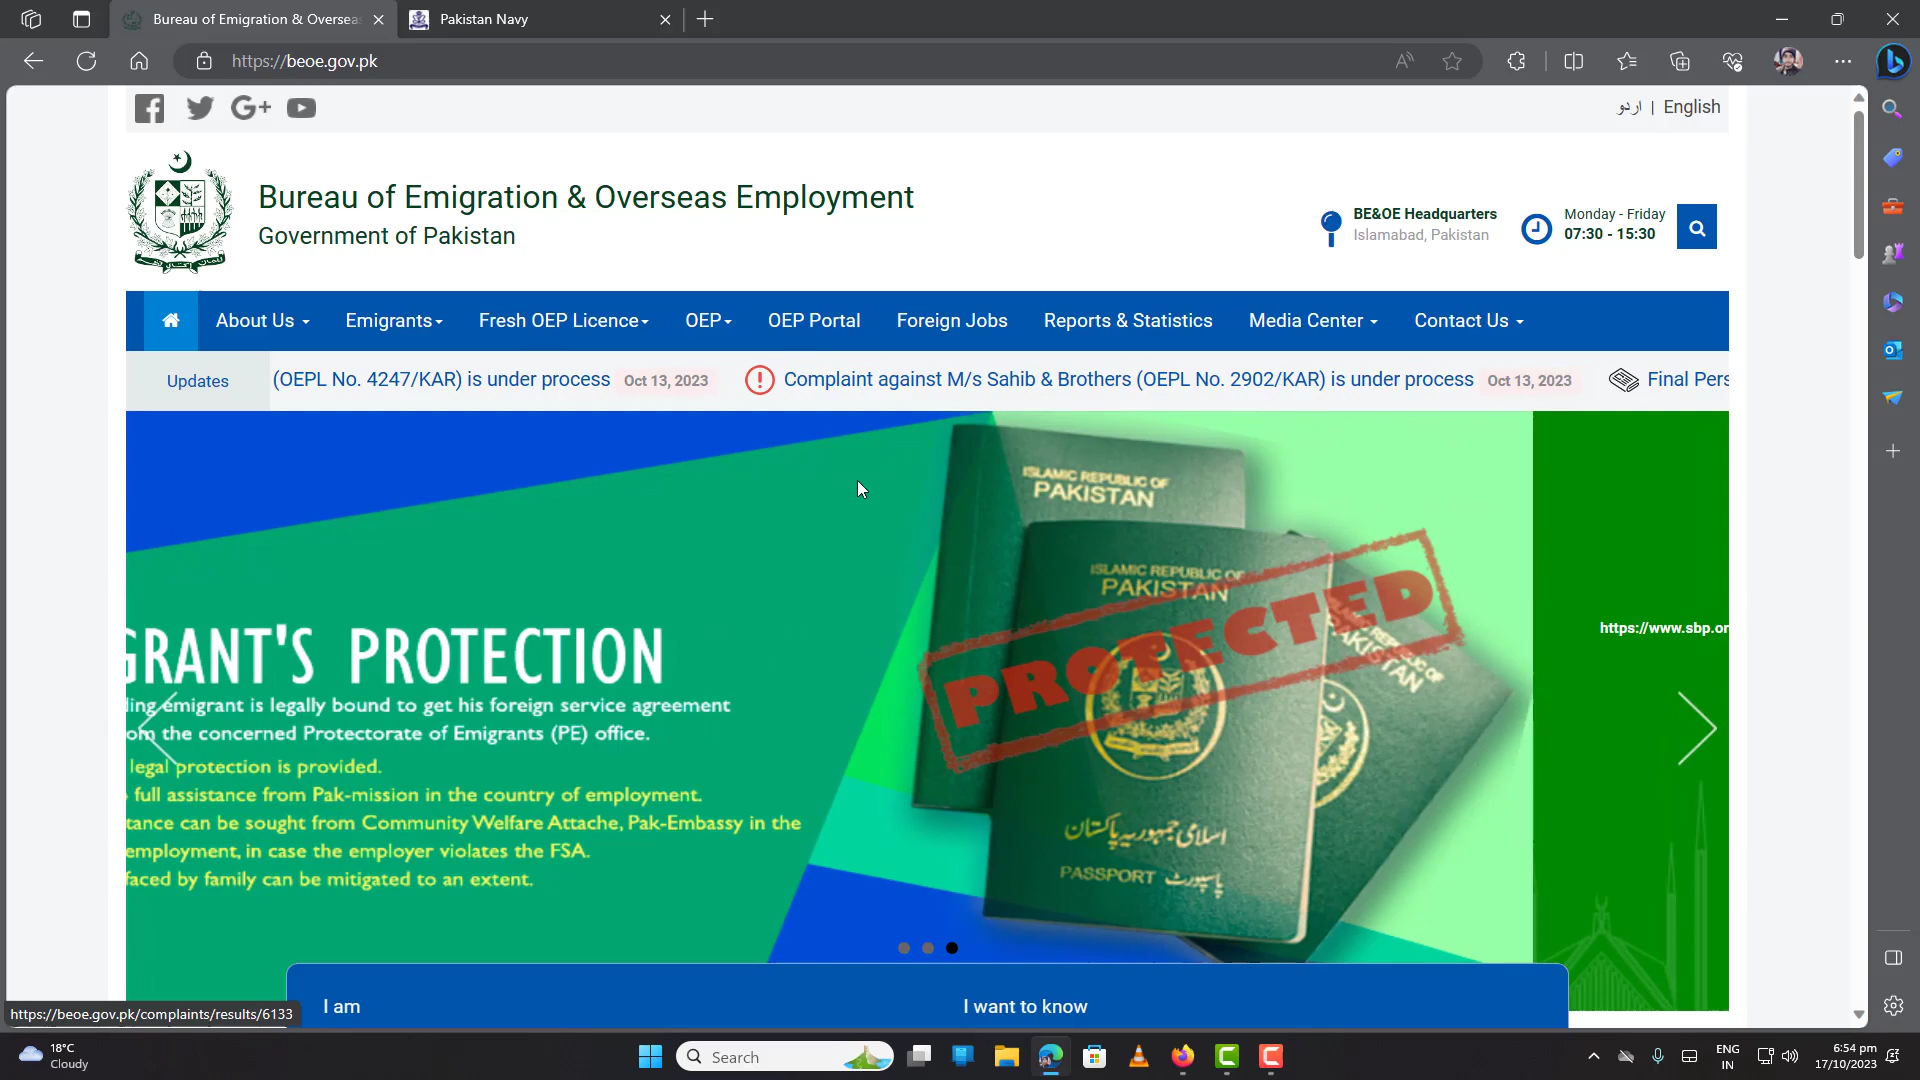 Bureau of Emigration & Overseas
Pakistan Navy
https://beoe.gov.pk
اردو | English
Bureau of Emigration & Overseas Employment
Government of Pakistan
BE&OE Headquarters
Islamabad, Pakistan
Monday - Friday
07:30 - 15:30
About Us
Emigrants
Fresh OEP Licence
OEP
OEP Portal
Foreign Jobs
Reports & Statistics
Media Center
Contact Us
Updates
(OEPL No. 4247/KAR) is under process Oct 13, 2023
Complaint against M/s Sahib & Brothers (OEPL No. 2902/KAR) is under process Oct 13, 2023
Final Pers
GRANT'S PROTECTION
ding emigrant is legally bound to get his foreign service agreement
om the concerned Protectorate of Emigrants (PE) office.
legal protection is provided.
full assistance from Pak-mission in the country of employment.
tance can be sought from Community Welfare Attache, Pak-Embassy in the
employment, in case the employer violates the FSA.
faced by family can be mitigated to an extent.
ISLAMIC REPUBLIC OF
PAKISTAN
ISLAMIC REPUBLIC OF
PAKISTAN
PROTECTED
اسلامی جمہوریہ پاکستان
PASSPORT پاسپورٹ
https://www.sbp.or
I am
I want to know
https://beoe.gov.pk/complaints/results/6133
18°C
Cloudy
Search
ENG
IN
6:54 pm
17/10/2023